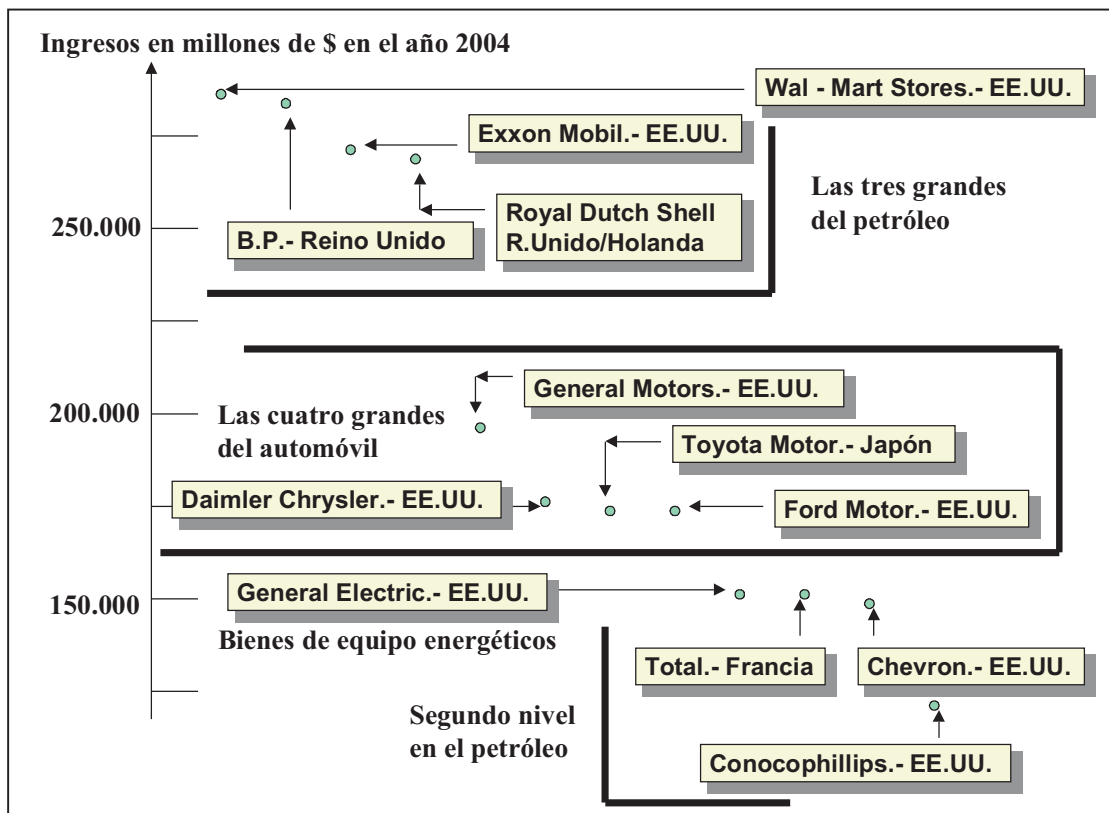 Ingresos en millones de $ en el año 2004
Wal - Mart Stores.- EE.UU.
Exxon Mobil.- EE.UU.
Las tres grandes
del petróleo
Royal Dutch Shell
R.Unido/Holanda
B.P.- Reino Unido
250.000
General Motors.- EE.UU.
200.000
Las cuatro grandes
del automóvil
Toyota Motor.- Japón
Daimler Chrysler.- EE.UU.
Ford Motor.- EE.UU.
150.000
General Electric.- EE.UU.
Bienes de equipo energéticos
Total.- Francia
Chevron.- EE.UU.
Segundo nivel
en el petróleo
Conocophillips.- EE.UU.